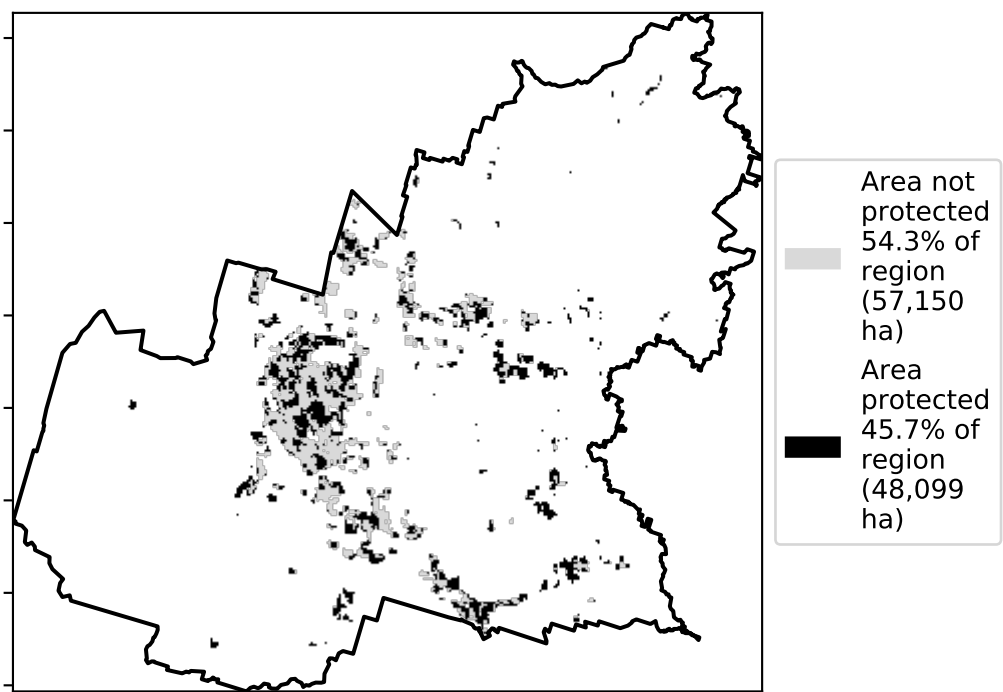 Area not
protected
54.3% of
region
(57,150
ha)
Area
protected
45.7% of
region
(48,099
ha)